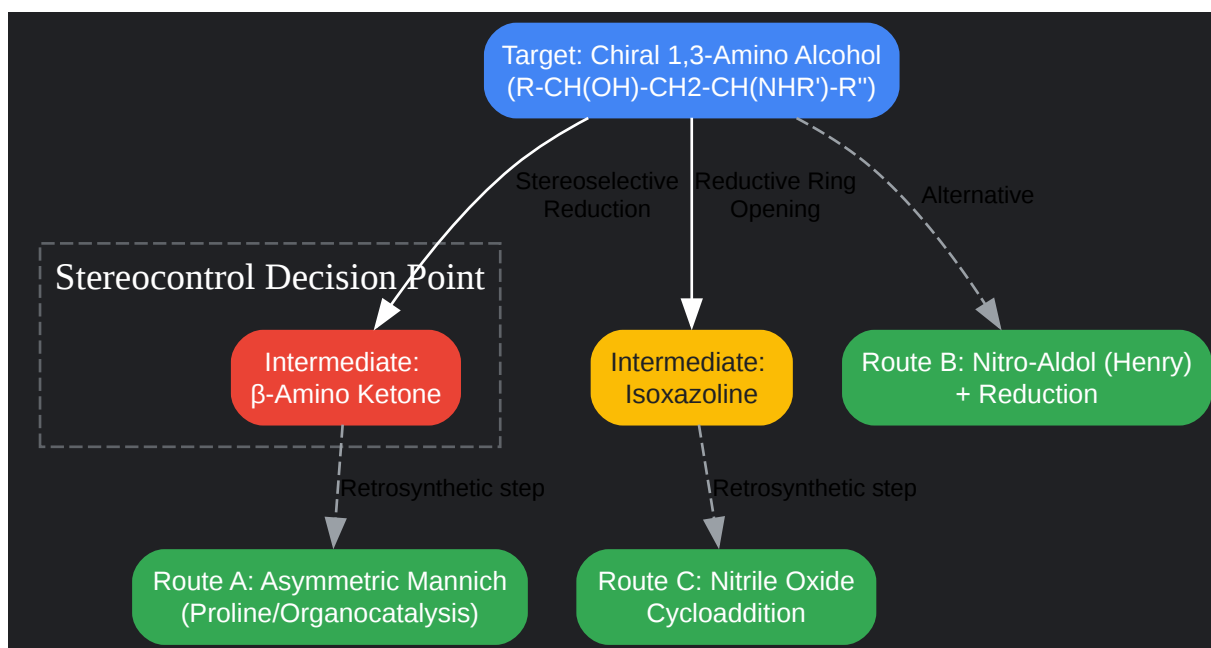 Target: Chiral 1,3-Amino Alcohol
(R-CH(OH)-CH2-CH(NHR')-R")
Stereoselective
Reduction
Reductive Ring
Opening
Alternative
Stereocontrol Decision Point
Intermediate:
β-Amino Ketone
Intermediate:
Isoxazoline
Route B: Nitro-Aldol (Henry)
+ Reduction
Retrosynthetic step
Retrosynthetic step
Route A: Asymmetric Mannich
(Proline/Organocatalysis)
Route C: Nitrile Oxide
Cycloaddition